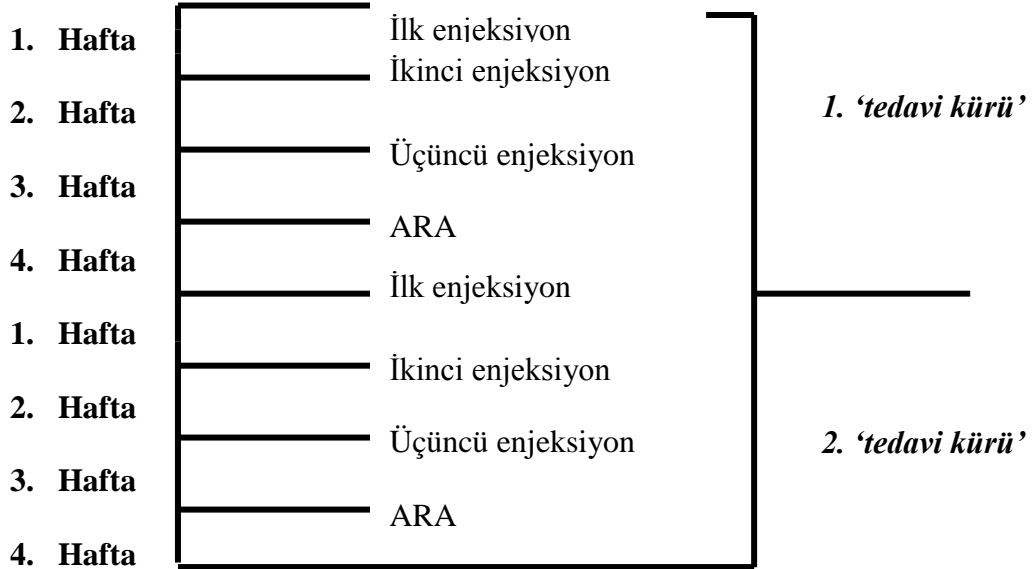 1. Hafta
İlk enjeksiyon
İkinci enjeksiyon
2. Hafta
1. ‘tedavi kürü’
Üçüncü enjeksiyon
3. Hafta
ARA
4. Hafta
İlk enjeksiyon
1. Hafta
İkinci enjeksiyon
2. Hafta
Üçüncü enjeksiyon
2. ‘tedavi kürü’
3. Hafta
ARA
4. Hafta